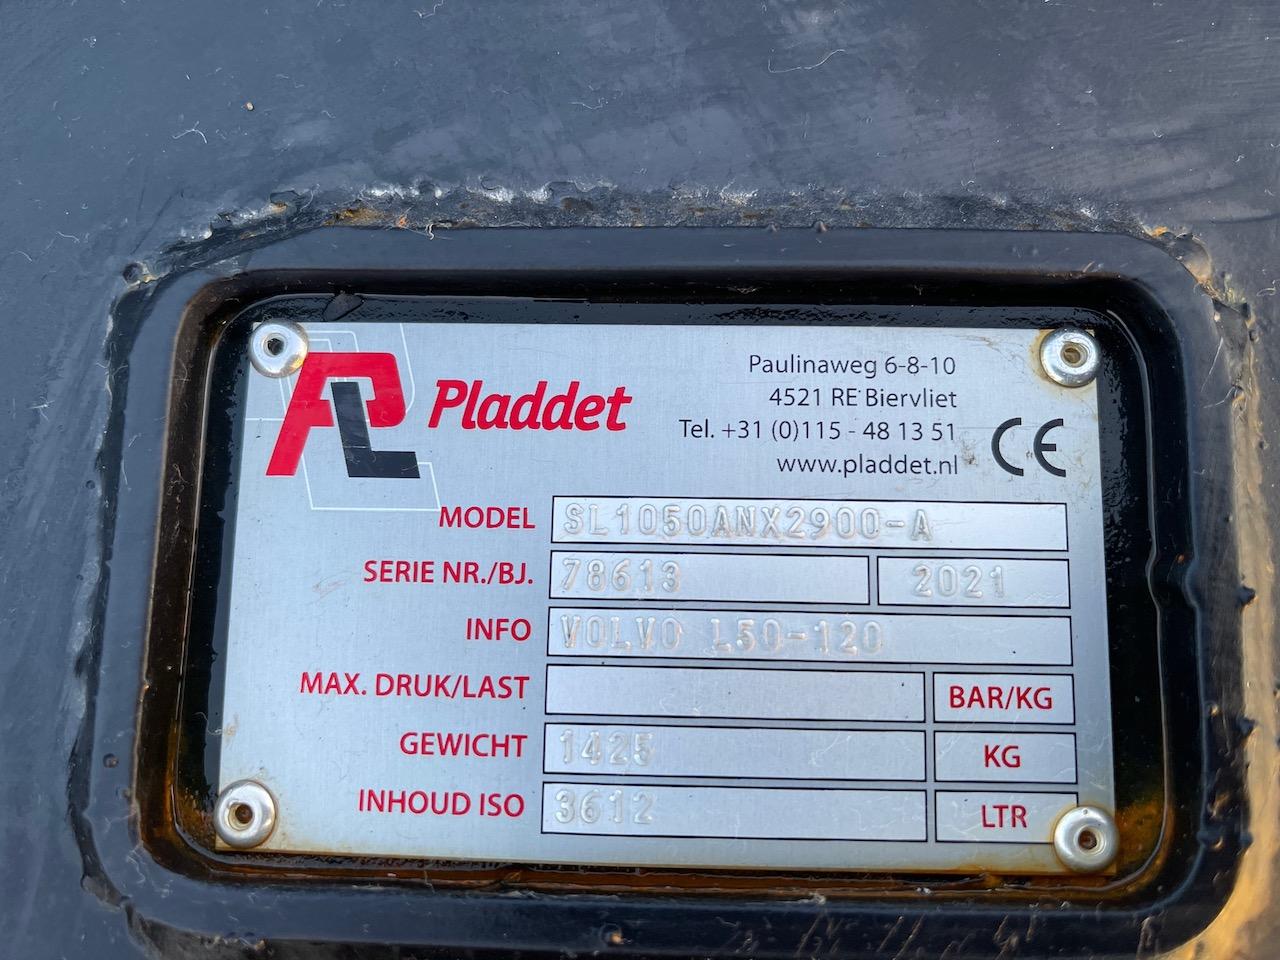 PL Pladdet
Paulinaweg 6-8-10
4521 RE Biervliet
Tel. +31 (0)115 - 48 13 51
www.pladdet.nl
CE
MODEL SL1050ANX2900-A
SERIE NR./BJ. 78613 2021
INFO VOLVO L50-120
MAX. DRUK/LAST BAR/KG
GEWICHT 1425 KG
INHOUD ISO 3612 LTR